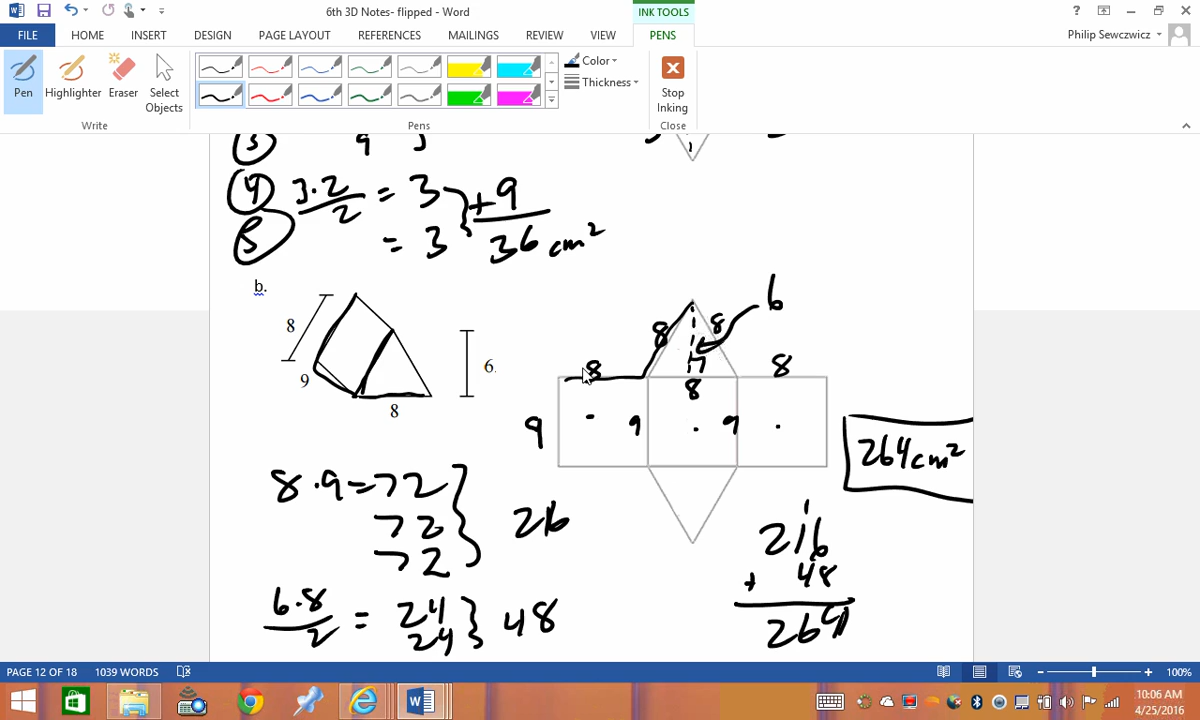 6th 3D Notes- flipped - Word
INK TOOLS
FILE HOME INSERT DESIGN PAGE LAYOUT REFERENCES MAILINGS REVIEW VIEW PENS
Philip Sewczwicz
Pen Highlighter Eraser Select Objects
Color
Thickness
Stop Inking
Write Pens Close
4 3·2/2 = 3 + 9
5 = 3 36 cm²
b.
6
8
8 8
8 8
6.
9
8
8
9 9 9
264cm²
8·9=72
72 216
72
216
+ 48
264
6·8/2 = 24
24 48
PAGE 12 OF 18 1039 WORDS
100%
10:06 AM
4/25/2016